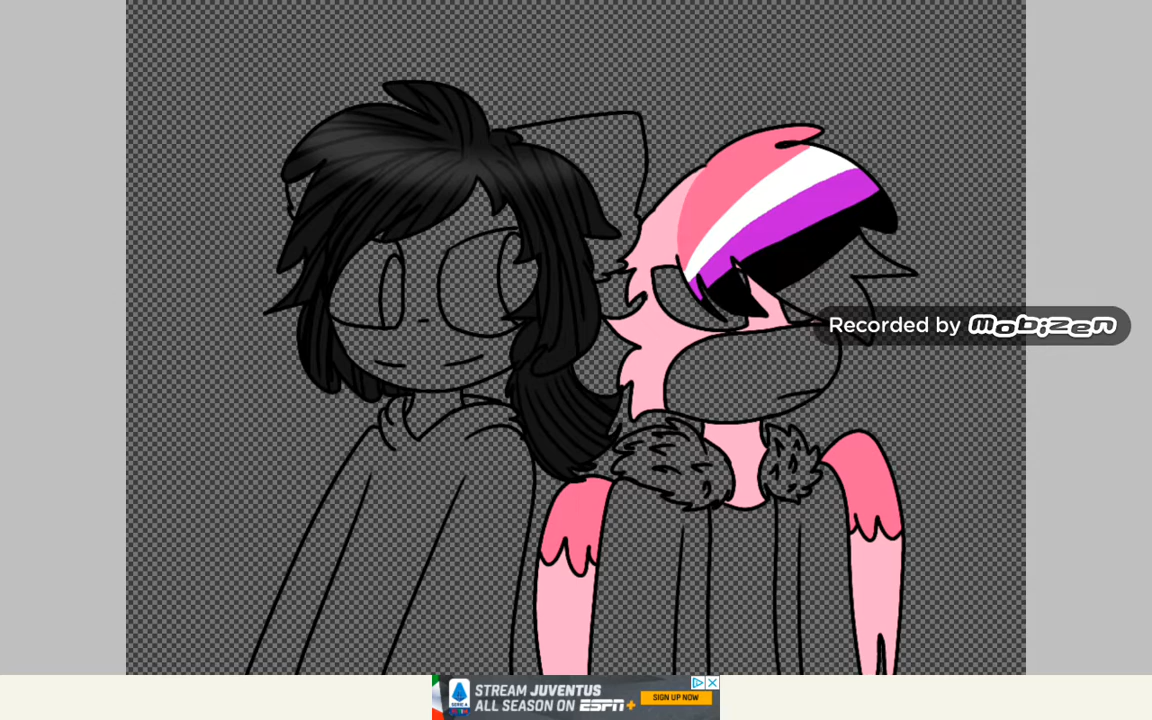 Recorded by mobizen
STREAM JUVENTUS
ALL SEASON ON ESPN+
SIGN UP NOW